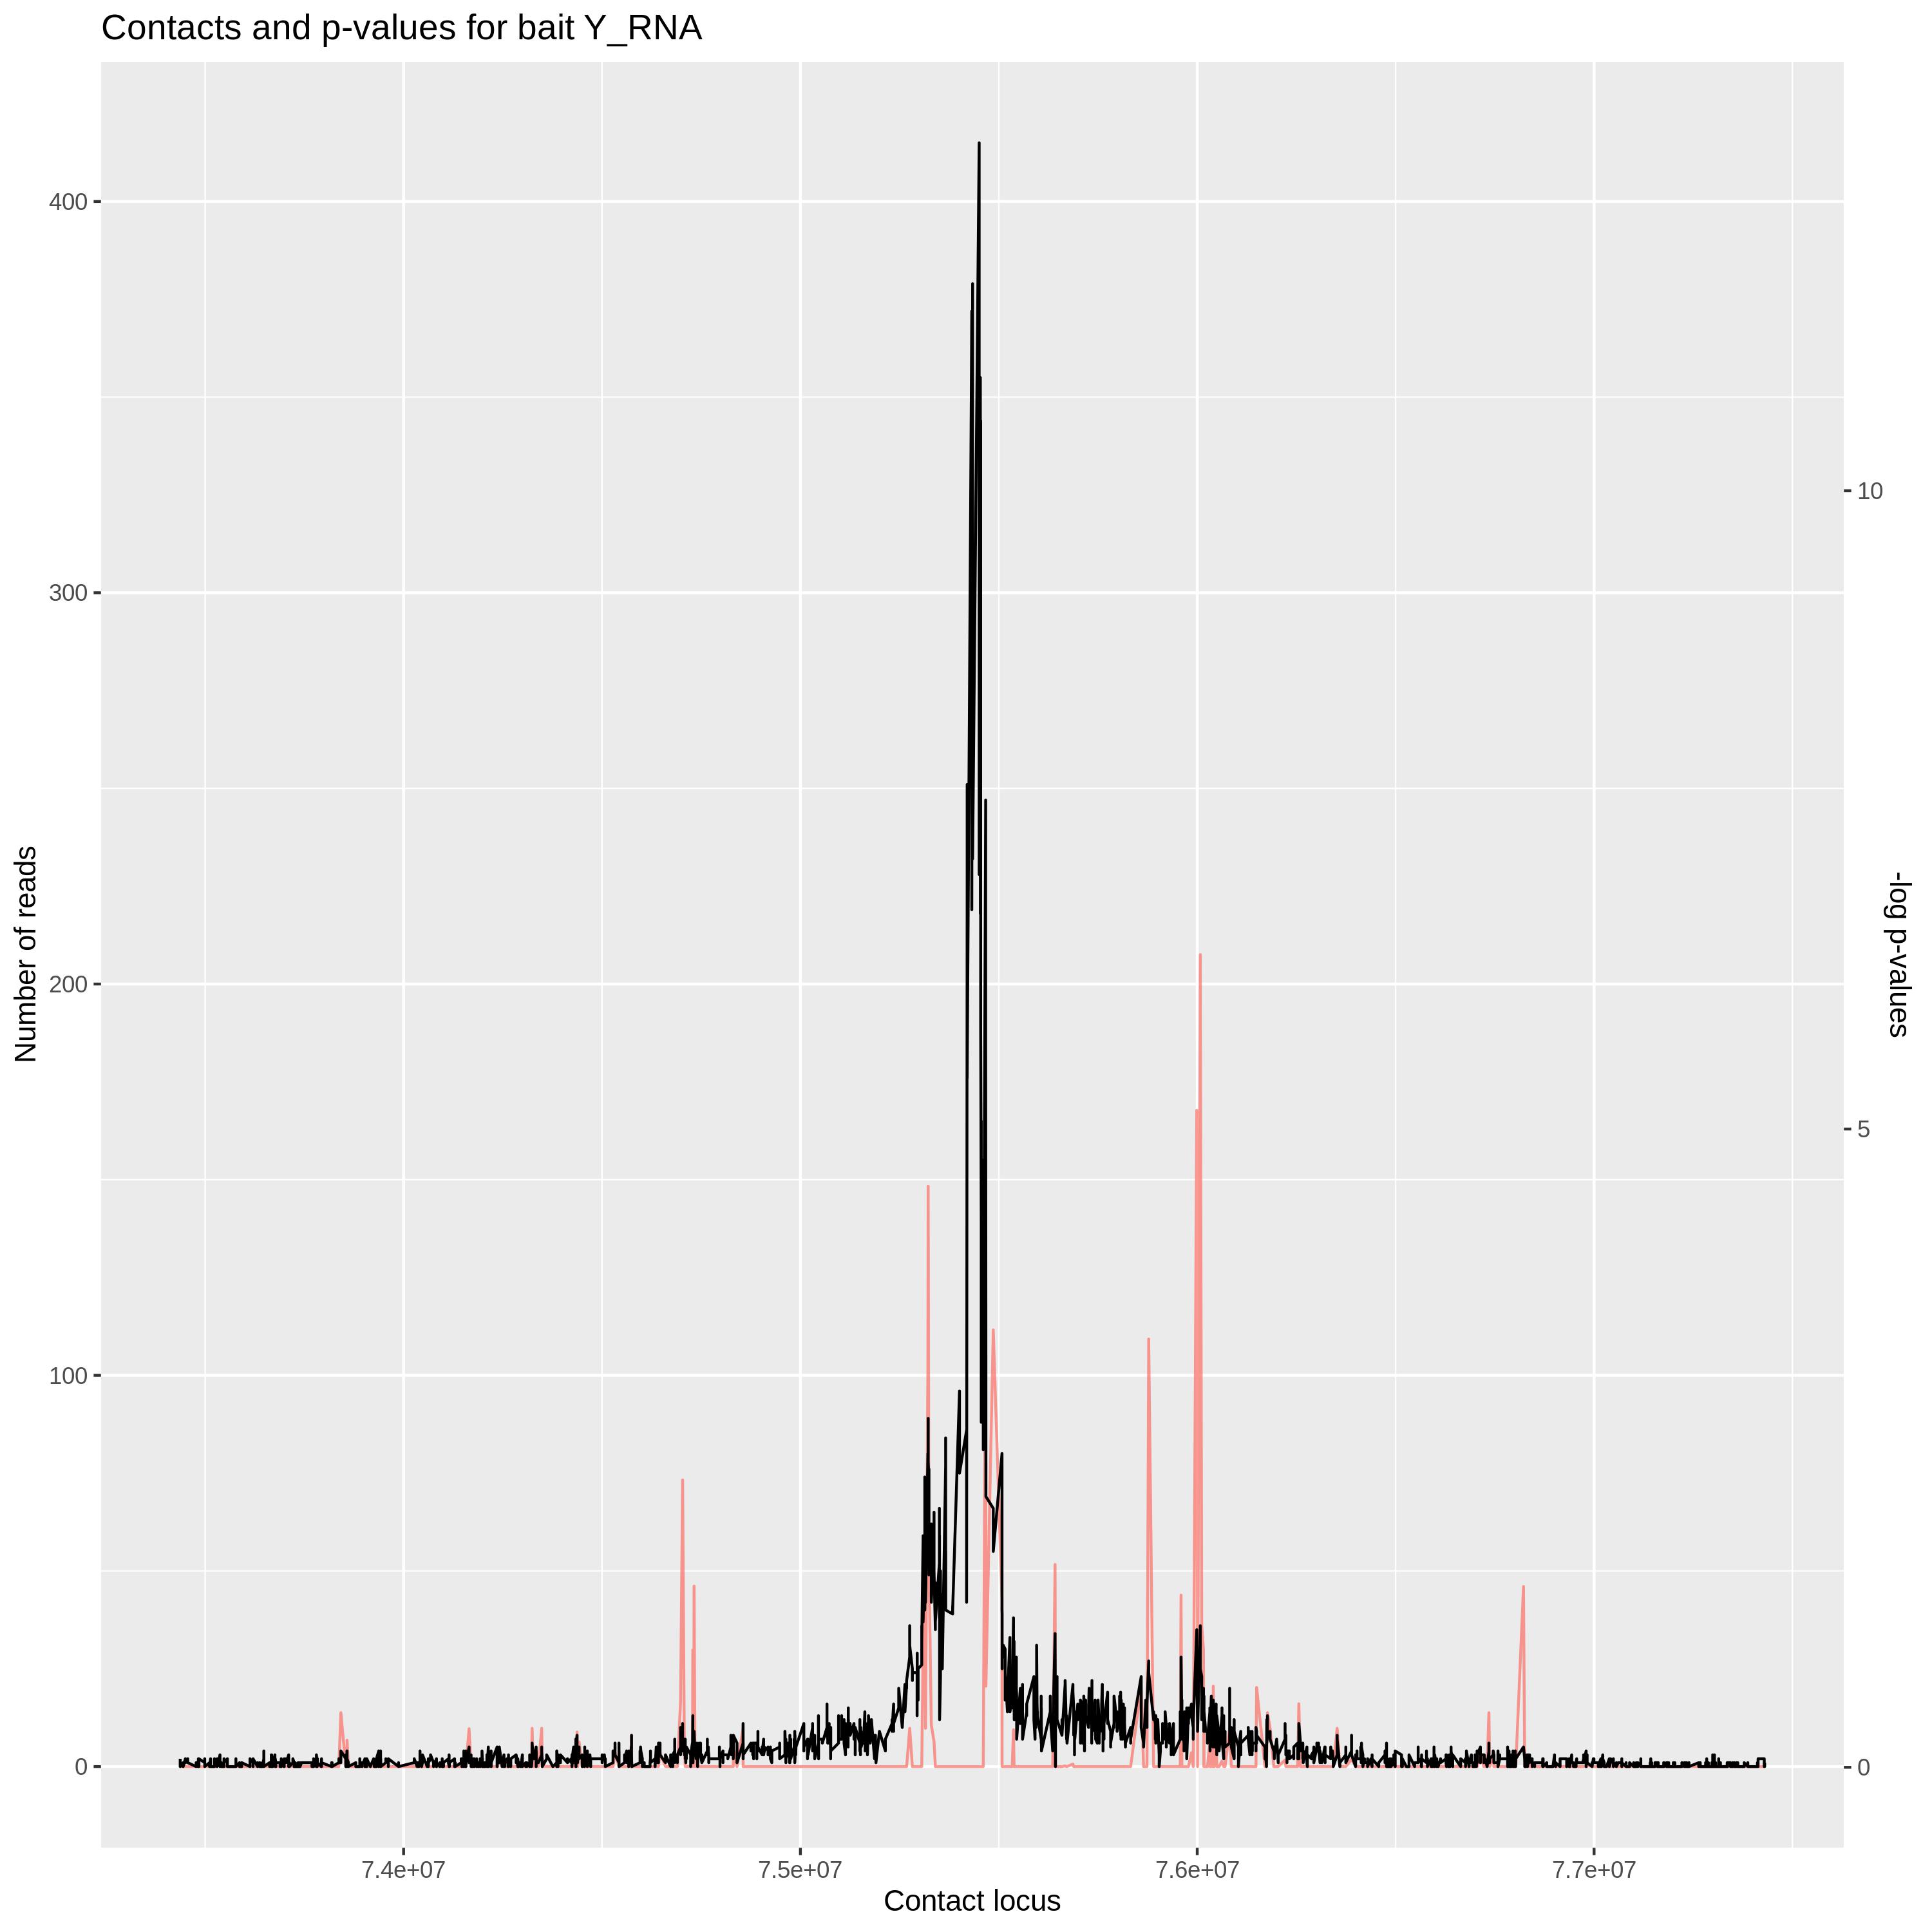 Contacts and p-values for bait Y_RNA
Number of reads
400
300
200
100
0
10
5
0
-log p-values
7.4e+07
7.5e+07
7.6e+07
7.7e+07
Contact locus